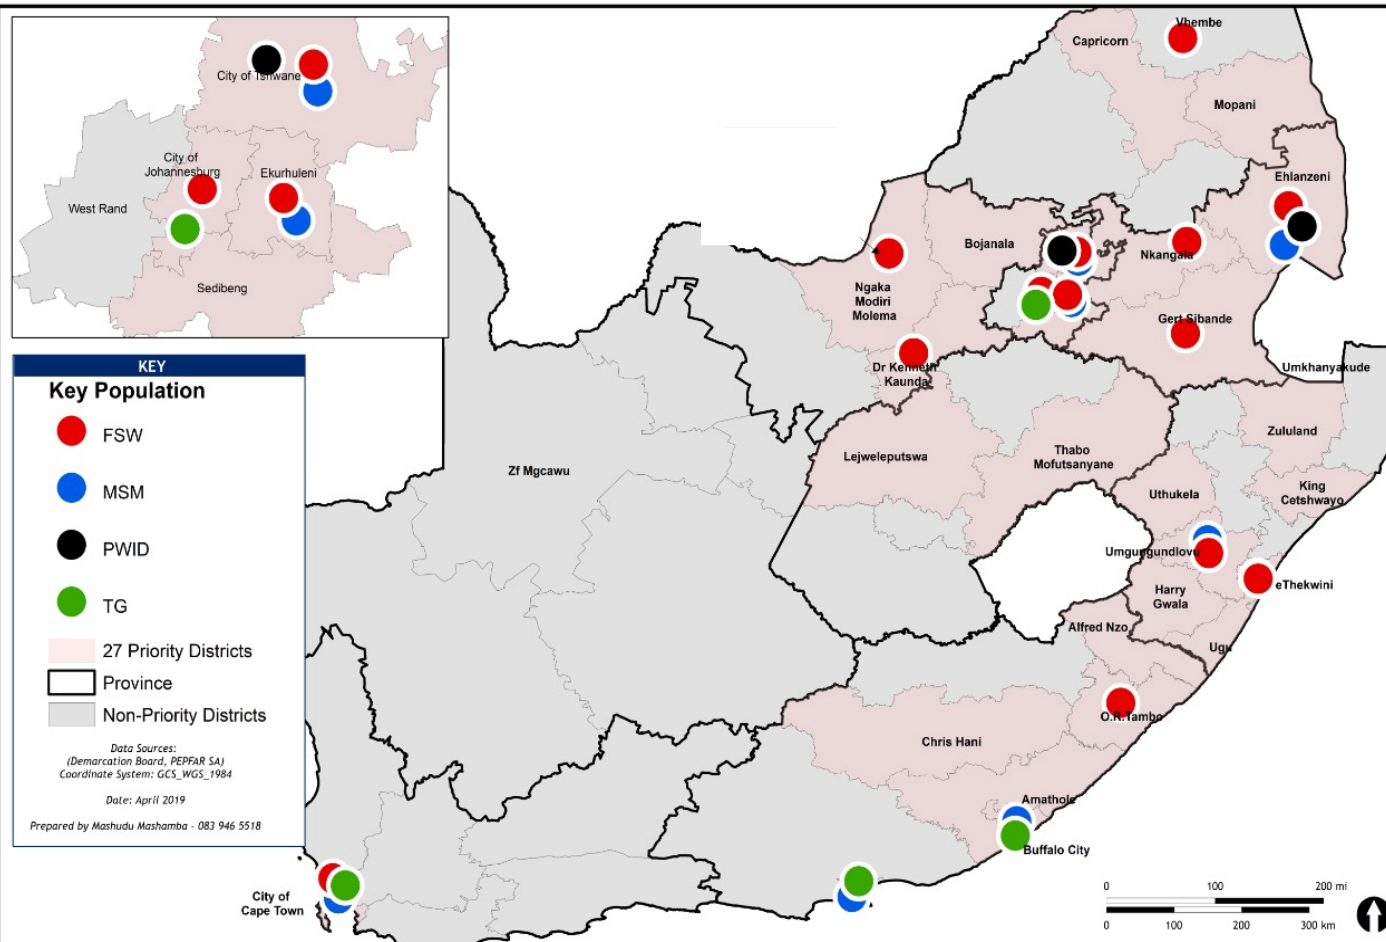 City of Tshwane
City of
Johannesburg
Ekurhuleni
West Rand
Sedibeng
KEY
Key Population
FSW
MSM
PWID
TG
27 Priority Districts
Province
Non-Priority Districts
Data Sources:
(Demarcation Board, PEPFAR SA)
Coordinate System: GCS_WGS_1984
Date: April 2019
Prepared by Mashudu Mashamba - 083 946 5518
Vhembe
Capricorn
Mopani
Ehlanzeni
Bojanala
Nkangala
Ngaka
Modiri
Molema
Gert Sibande
Dr Kenneth
Kaunda
Umkhanyakude
Zululand
Lejweleputswa
Thabo
Mofutsanyane
Zf Mgcawu
King
Cetshwayo
Uthukela
Umgungundlovu
eThekwini
Harry
Gwala
Alfred Nzo
Ugu
O.R.Tambo
Chris Hani
Amathole
Buffalo City
City of
Cape Town
0 100 200 mi
0 100 200 300 km